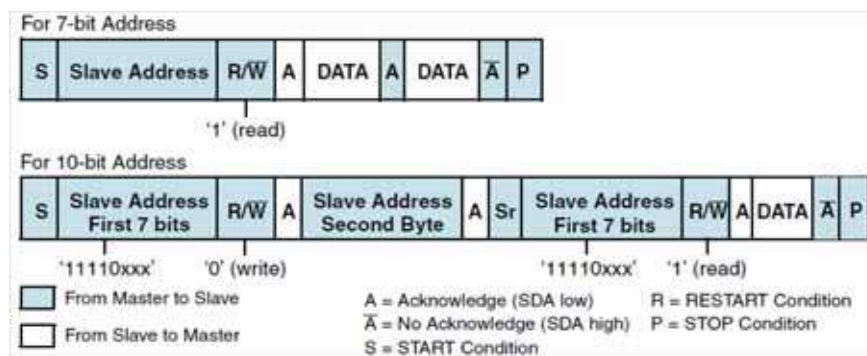 For 7-bit Address
S Slave Address R/W̅ A DATA A DATA A̅ P
‘1’ (read)
For 10-bit Address
S Slave Address First 7 bits R/W̅ A Slave Address Second Byte A Sr Slave Address First 7 bits R/W̅ A DATA A̅ P
‘11110xxx’ ‘0’ (write) ‘11110xxx’ ‘1’ (read)
From Master to Slave
From Slave to Master
A = Acknowledge (SDA low)
A̅ = No Acknowledge (SDA high)
S = START Condition
R = RESTART Condition
P = STOP Condition